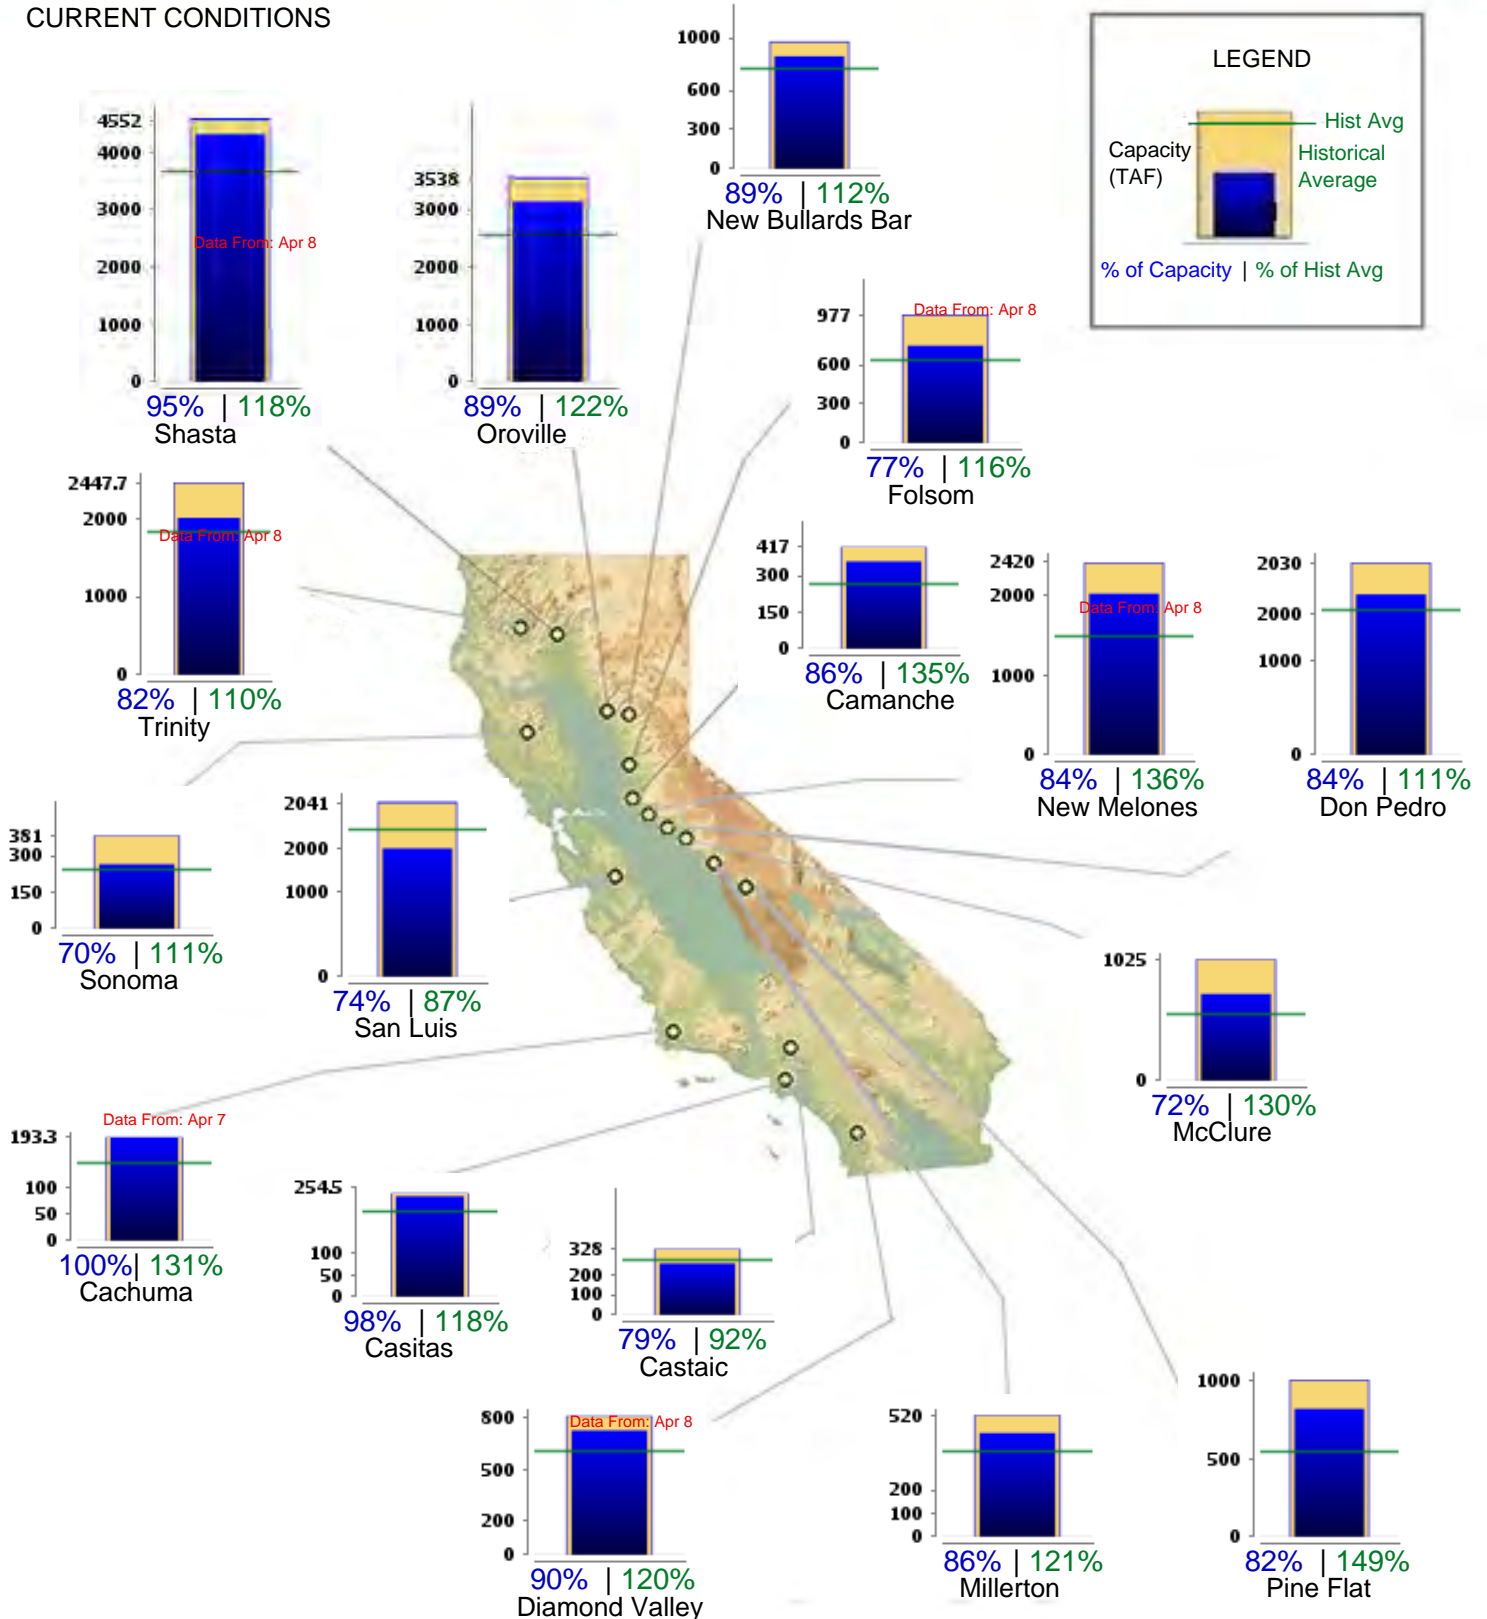 CURRENT CONDITIONS
1000
600
300
0
89% | 112%
New Bullards Bar
LEGEND
Hist Avg
Capacity
(TAF)
Historical
Average
% of Capacity | % of Hist Avg
4552
4000
3000
2000
1000
0
Data From: Apr 8
95% | 118%
Shasta
3538
3000
2000
1000
0
89% | 122%
Oroville
977
600
300
0
Data From: Apr 8
77% | 116%
Folsom
2447.7
2000
1000
0
Data From: Apr 8
82% | 110%
Trinity
417
300
150
0
86% | 135%
Camanche
2420
2000
1000
0
Data From: Apr 8
84% | 136%
New Melones
2030
2000
1000
0
84% | 111%
Don Pedro
381
300
150
0
70% | 111%
Sonoma
2041
2000
1000
0
74% | 87%
San Luis
1025
0
72% | 130%
McClure
Data From: Apr 7
193.3
100
50
0
100% | 131%
Cachuma
254.5
100
50
0
98% | 118%
Casitas
328
200
100
0
79% | 92%
Castaic
800
500
200
0
Data From: Apr 8
90% | 120%
Diamond Valley
520
200
100
0
86% | 121%
Millerton
1000
500
0
82% | 149%
Pine Flat